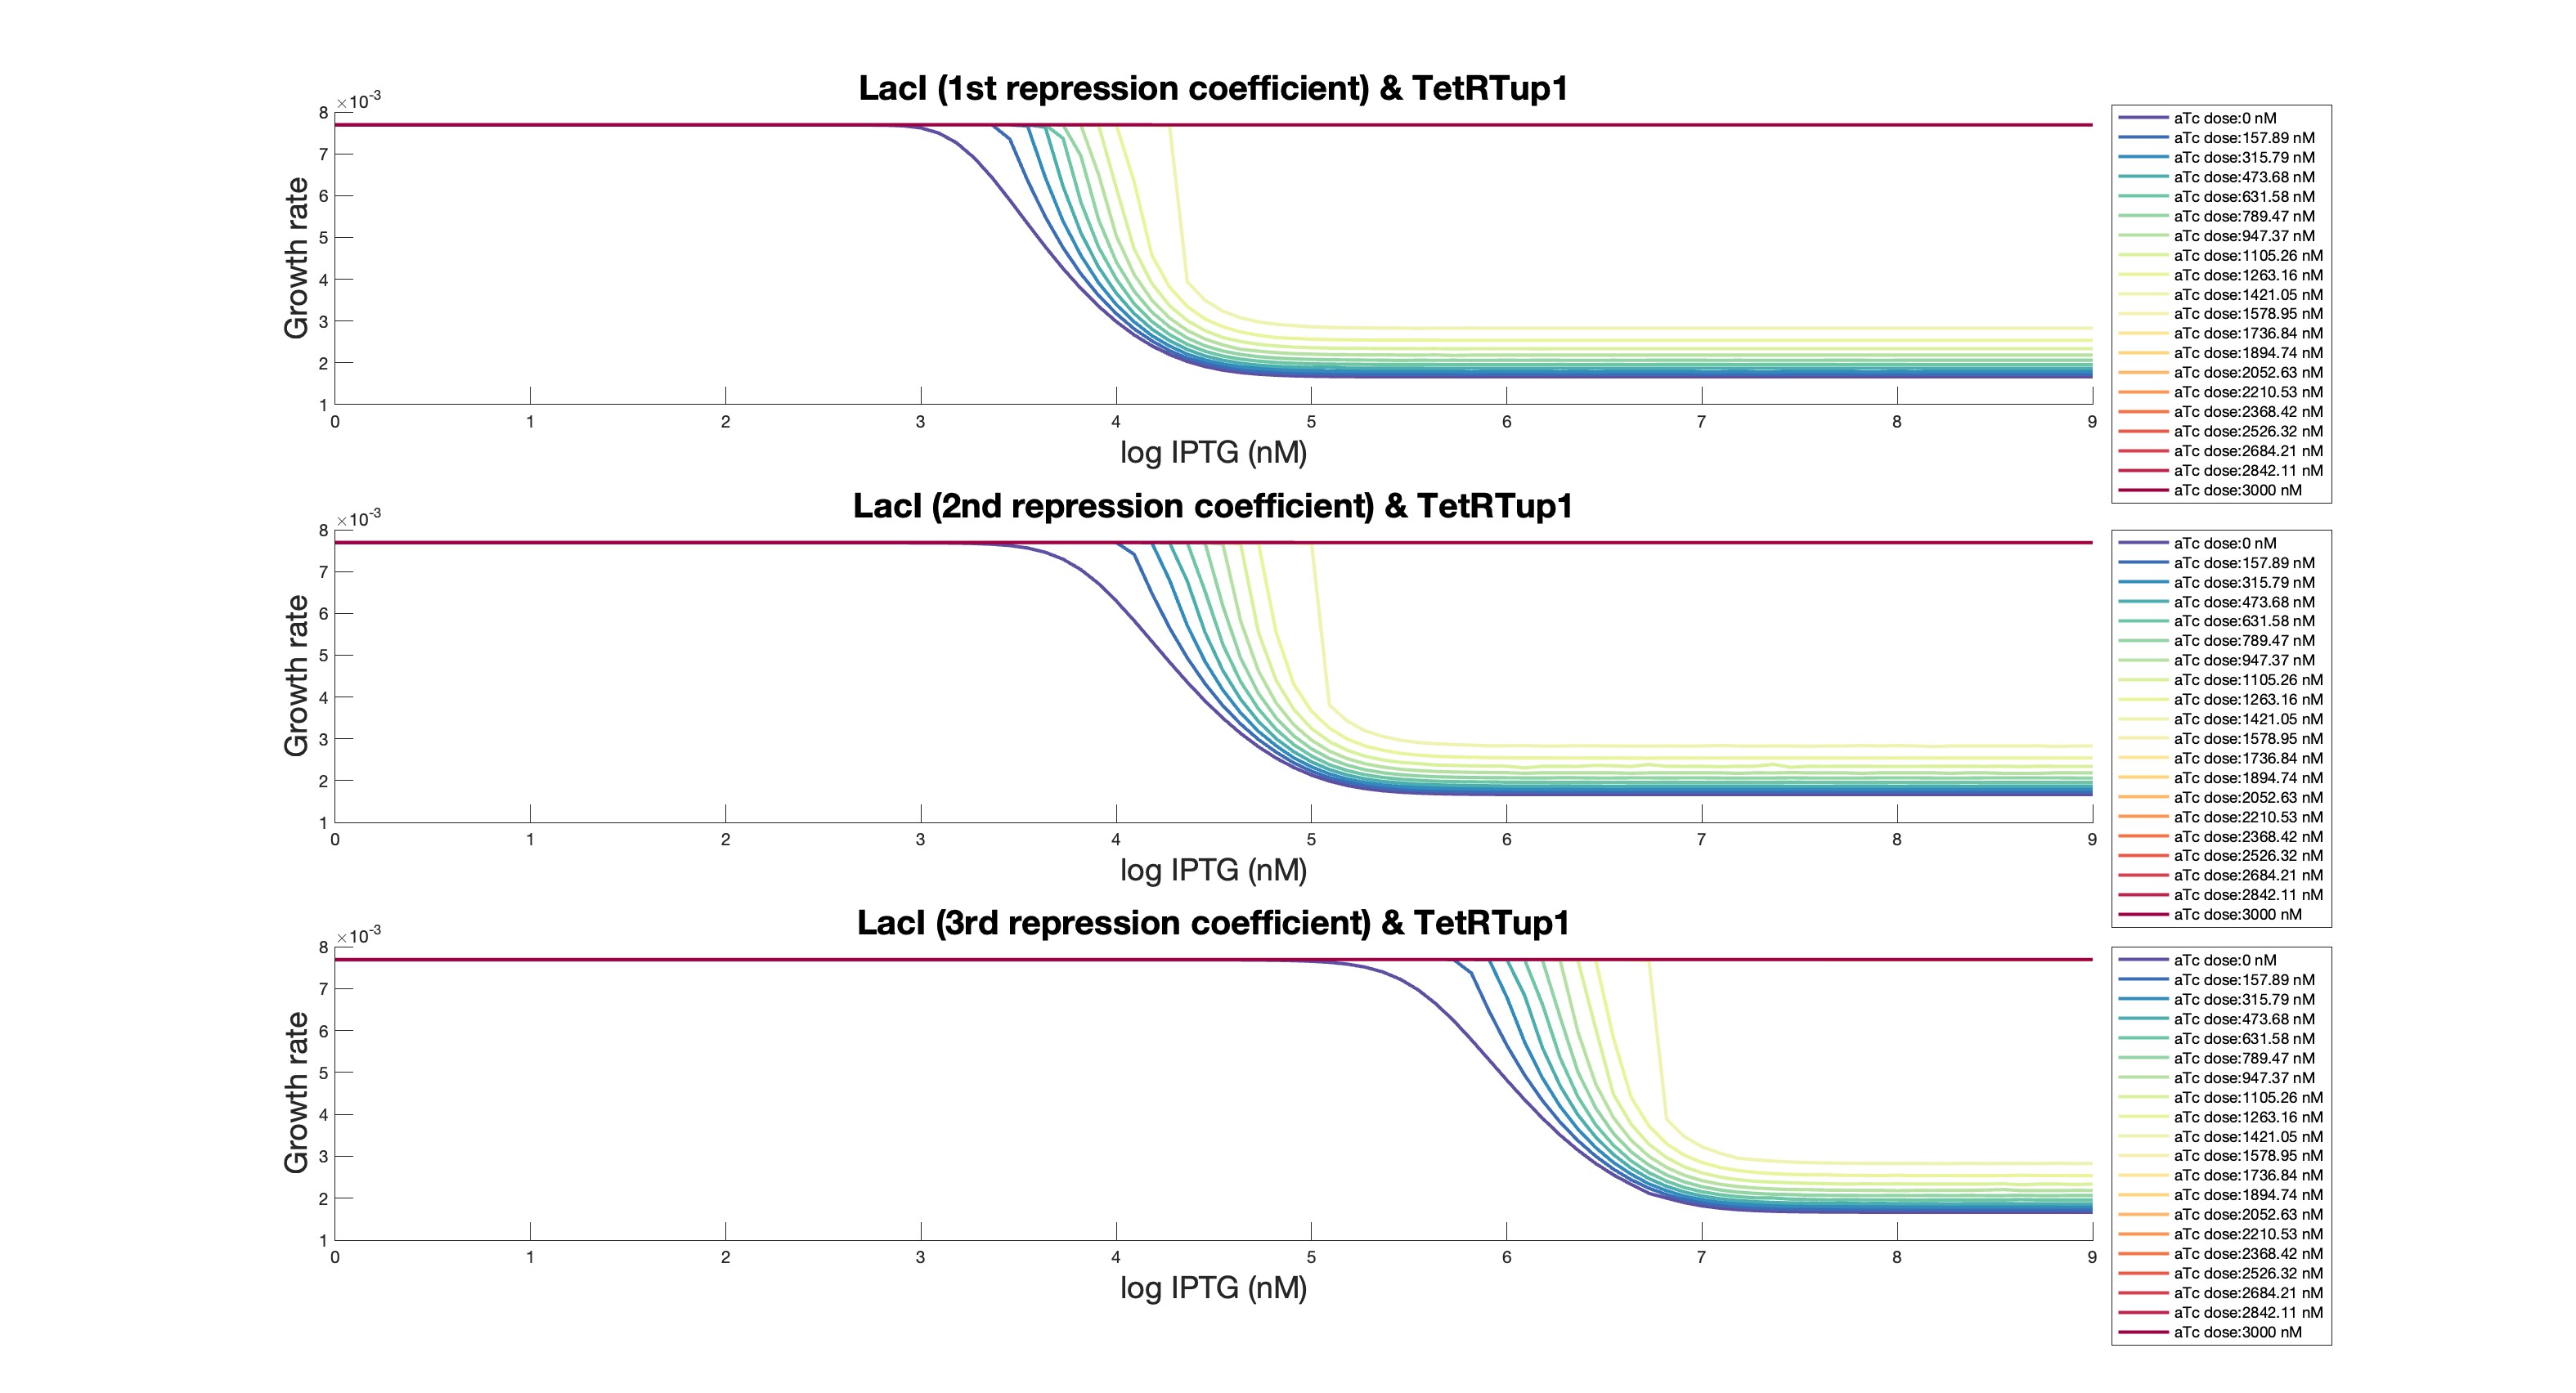 LacI (1st repression coefficient) & TetRTup1
×10-3
8
7
6
5
4
3
2
1
Growth rate
0 1 2 3 4 5 6 7 8 9
log IPTG (nM)
aTc dose:0 nM
aTc dose:157.89 nM
aTc dose:315.79 nM
aTc dose:473.68 nM
aTc dose:631.58 nM
aTc dose:789.47 nM
aTc dose:947.37 nM
aTc dose:1105.26 nM
aTc dose:1263.16 nM
aTc dose:1421.05 nM
aTc dose:1578.95 nM
aTc dose:1736.84 nM
aTc dose:1894.74 nM
aTc dose:2052.63 nM
aTc dose:2210.53 nM
aTc dose:2368.42 nM
aTc dose:2526.32 nM
aTc dose:2684.21 nM
aTc dose:2842.11 nM
aTc dose:3000 nM
LacI (2nd repression coefficient) & TetRTup1
×10-3
8
7
6
5
4
3
2
1
Growth rate
0 1 2 3 4 5 6 7 8 9
log IPTG (nM)
aTc dose:0 nM
aTc dose:157.89 nM
aTc dose:315.79 nM
aTc dose:473.68 nM
aTc dose:631.58 nM
aTc dose:789.47 nM
aTc dose:947.37 nM
aTc dose:1105.26 nM
aTc dose:1263.16 nM
aTc dose:1421.05 nM
aTc dose:1578.95 nM
aTc dose:1736.84 nM
aTc dose:1894.74 nM
aTc dose:2052.63 nM
aTc dose:2210.53 nM
aTc dose:2368.42 nM
aTc dose:2526.32 nM
aTc dose:2684.21 nM
aTc dose:2842.11 nM
aTc dose:3000 nM
LacI (3rd repression coefficient) & TetRTup1
×10-3
8
7
6
5
4
3
2
1
Growth rate
0 1 2 3 4 5 6 7 8 9
log IPTG (nM)
aTc dose:0 nM
aTc dose:157.89 nM
aTc dose:315.79 nM
aTc dose:473.68 nM
aTc dose:631.58 nM
aTc dose:789.47 nM
aTc dose:947.37 nM
aTc dose:1105.26 nM
aTc dose:1263.16 nM
aTc dose:1421.05 nM
aTc dose:1578.95 nM
aTc dose:1736.84 nM
aTc dose:1894.74 nM
aTc dose:2052.63 nM
aTc dose:2210.53 nM
aTc dose:2368.42 nM
aTc dose:2526.32 nM
aTc dose:2684.21 nM
aTc dose:2842.11 nM
aTc dose:3000 nM